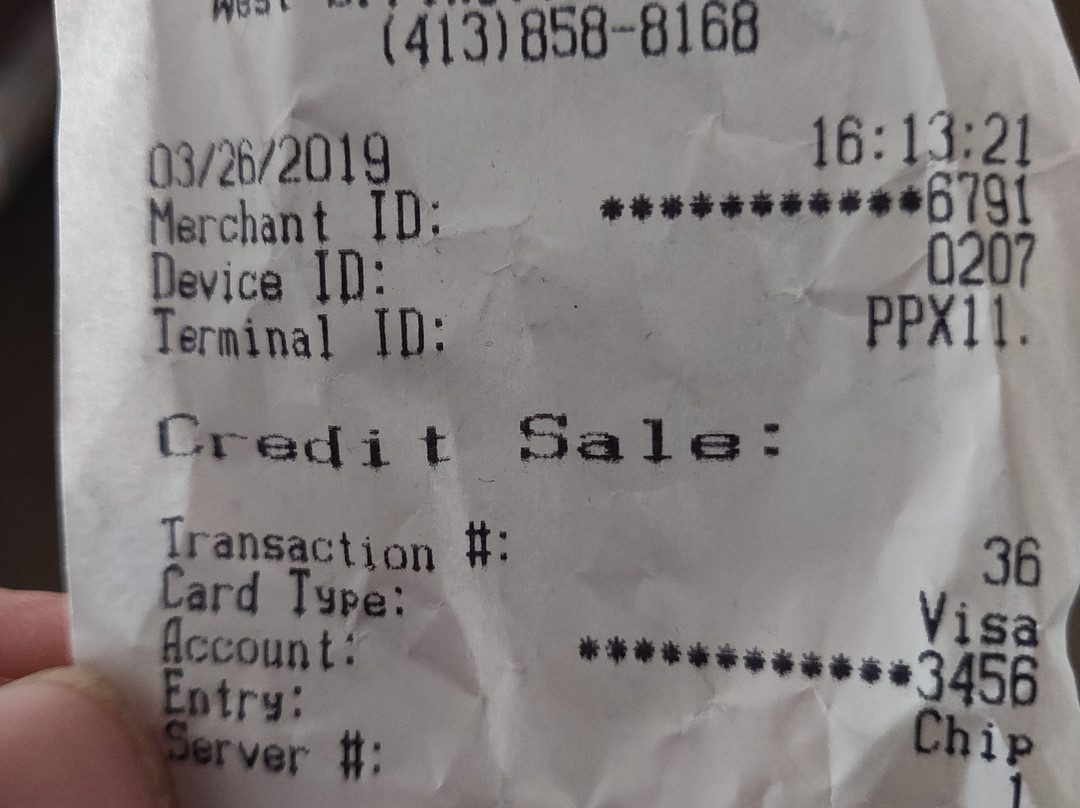 West
(413)858-8168
03/26/2019 16:13:21
Merchant ID: ***********6791
Device ID: 0207
Terminal ID: PPX11.
Credit Sale:
Transaction #: 36
Card Type: Visa
Account: ************3456
Entry: Chip
Server #: 1